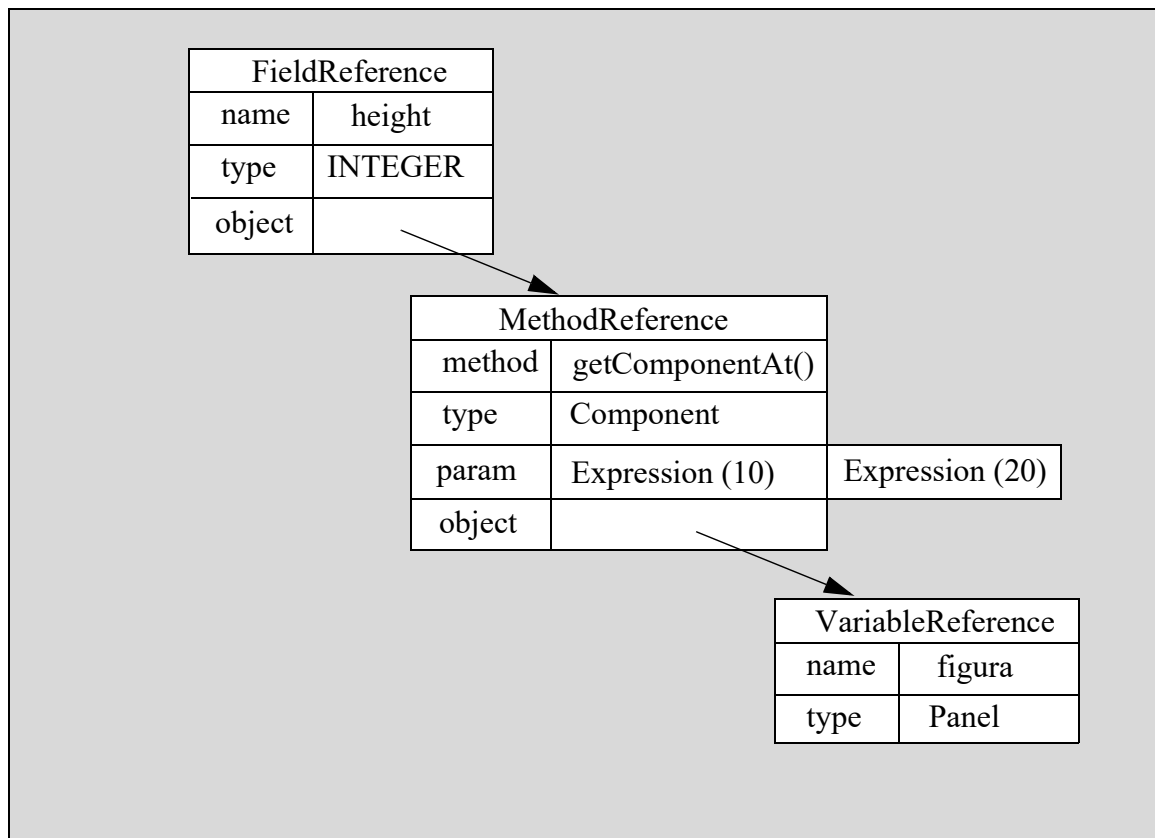 FieldReference
name height
type INTEGER
object
MethodReference
method getComponentAt()
type Component
param Expression (10) Expression (20)
object
VariableReference
name figura
type Panel